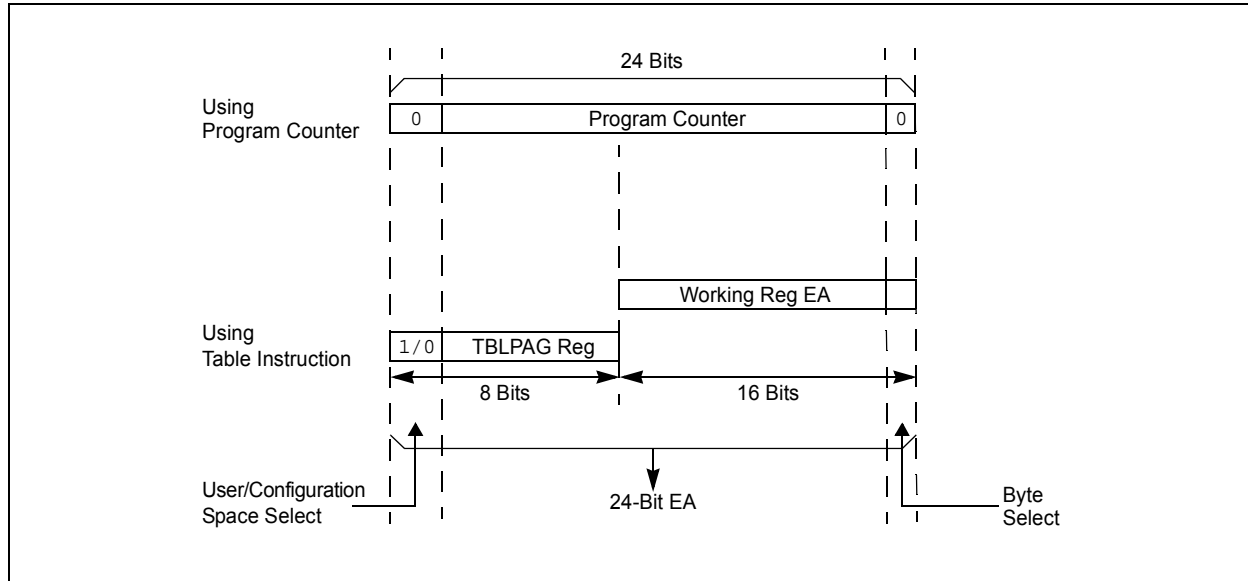 24 Bits
Using
Program Counter
0
Program Counter
0
Working Reg EA
Using
Table Instruction
1/0
TBLPAG Reg
8 Bits
16 Bits
User/Configuration
Space Select
24-Bit EA
Byte
Select